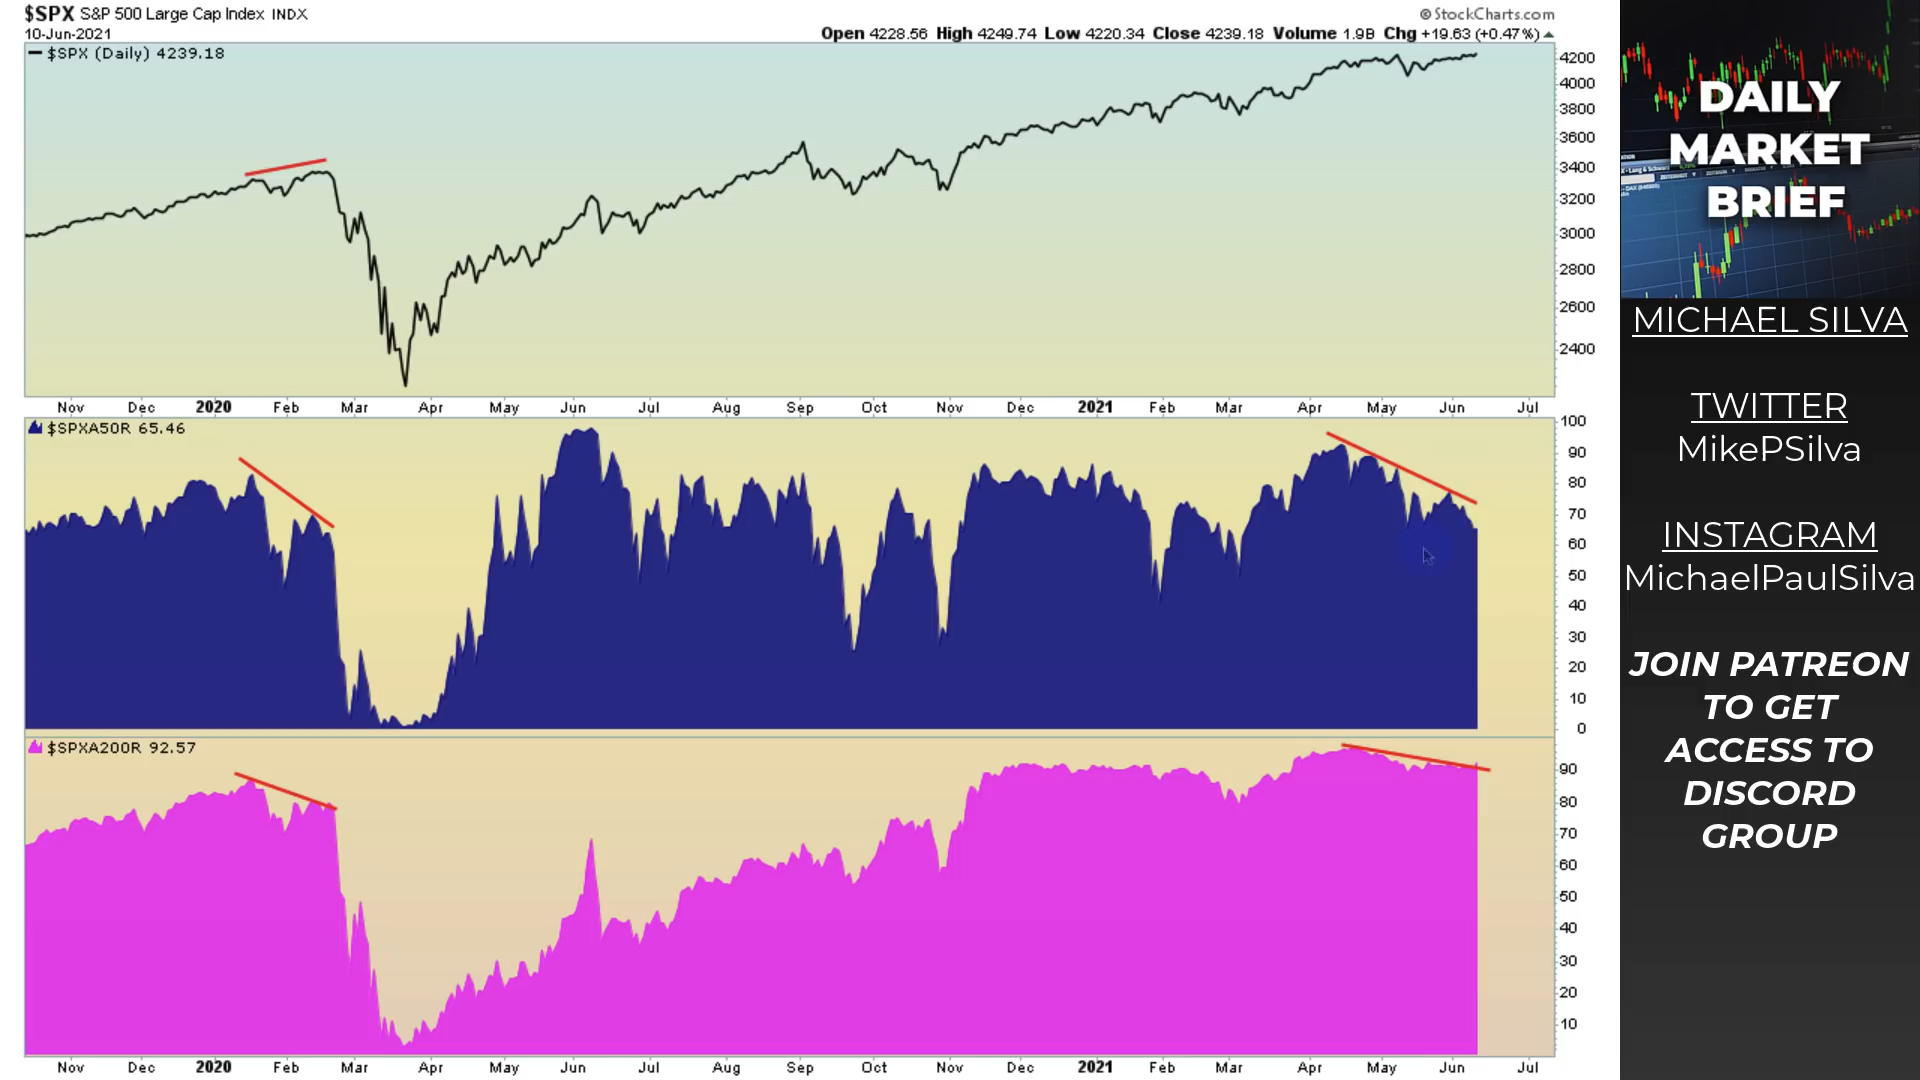 $SPX S&P 500 Large Cap Index INDX
© StockCharts.com
10-Jun-2021
Open 4228.56 High 4249.74 Low 4220.34 Close 4239.18 Volume 1.9B Chg +19.63 (+0.47%)
$SPX (Daily) 4239.18
4200
4000
3800
3600
3400
3200
3000
2800
2600
2400
Nov Dec 2020 Feb Mar Apr May Jun Jul Aug Sep Oct Nov Dec 2021 Feb Mar Apr May Jun Jul
$SPXA50R 65.46
100
90
80
70
60
50
40
30
20
10
0
$SPXA200R 92.57
90
80
70
60
50
40
30
20
10
Nov Dec 2020 Feb Mar Apr May Jun Jul Aug Sep Oct Nov Dec 2021 Feb Mar Apr May Jun Jul
DAILY
MARKET
BRIEF
MICHAEL SILVA
TWITTER
MikePSilva
INSTAGRAM
MichaelPaulSilva
JOIN PATREON
TO GET
ACCESS TO
DISCORD
GROUP